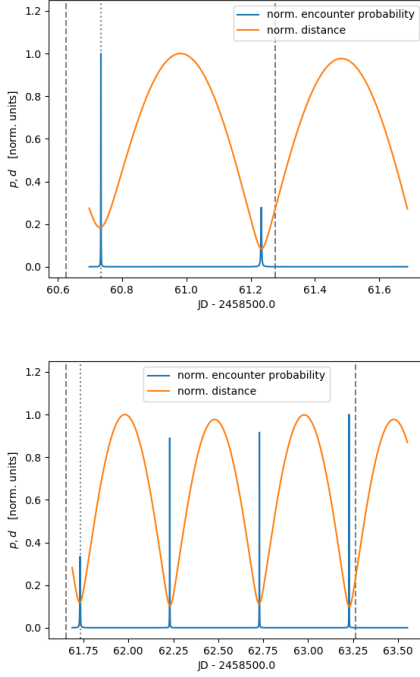 norm. encounter probability
norm. distance
1.2
1.0
0.8
0.6
0.4
0.2
0.0
p, d [norm. units]
60.6 60.8 61.0 61.2 61.4 61.6
JD - 2458500.0
norm. encounter probability
norm. distance
1.2
1.0
0.8
0.6
0.4
0.2
0.0
p, d [norm. units]
61.75 62.00 62.25 62.50 62.75 63.00 63.25 63.50
JD - 2458500.0